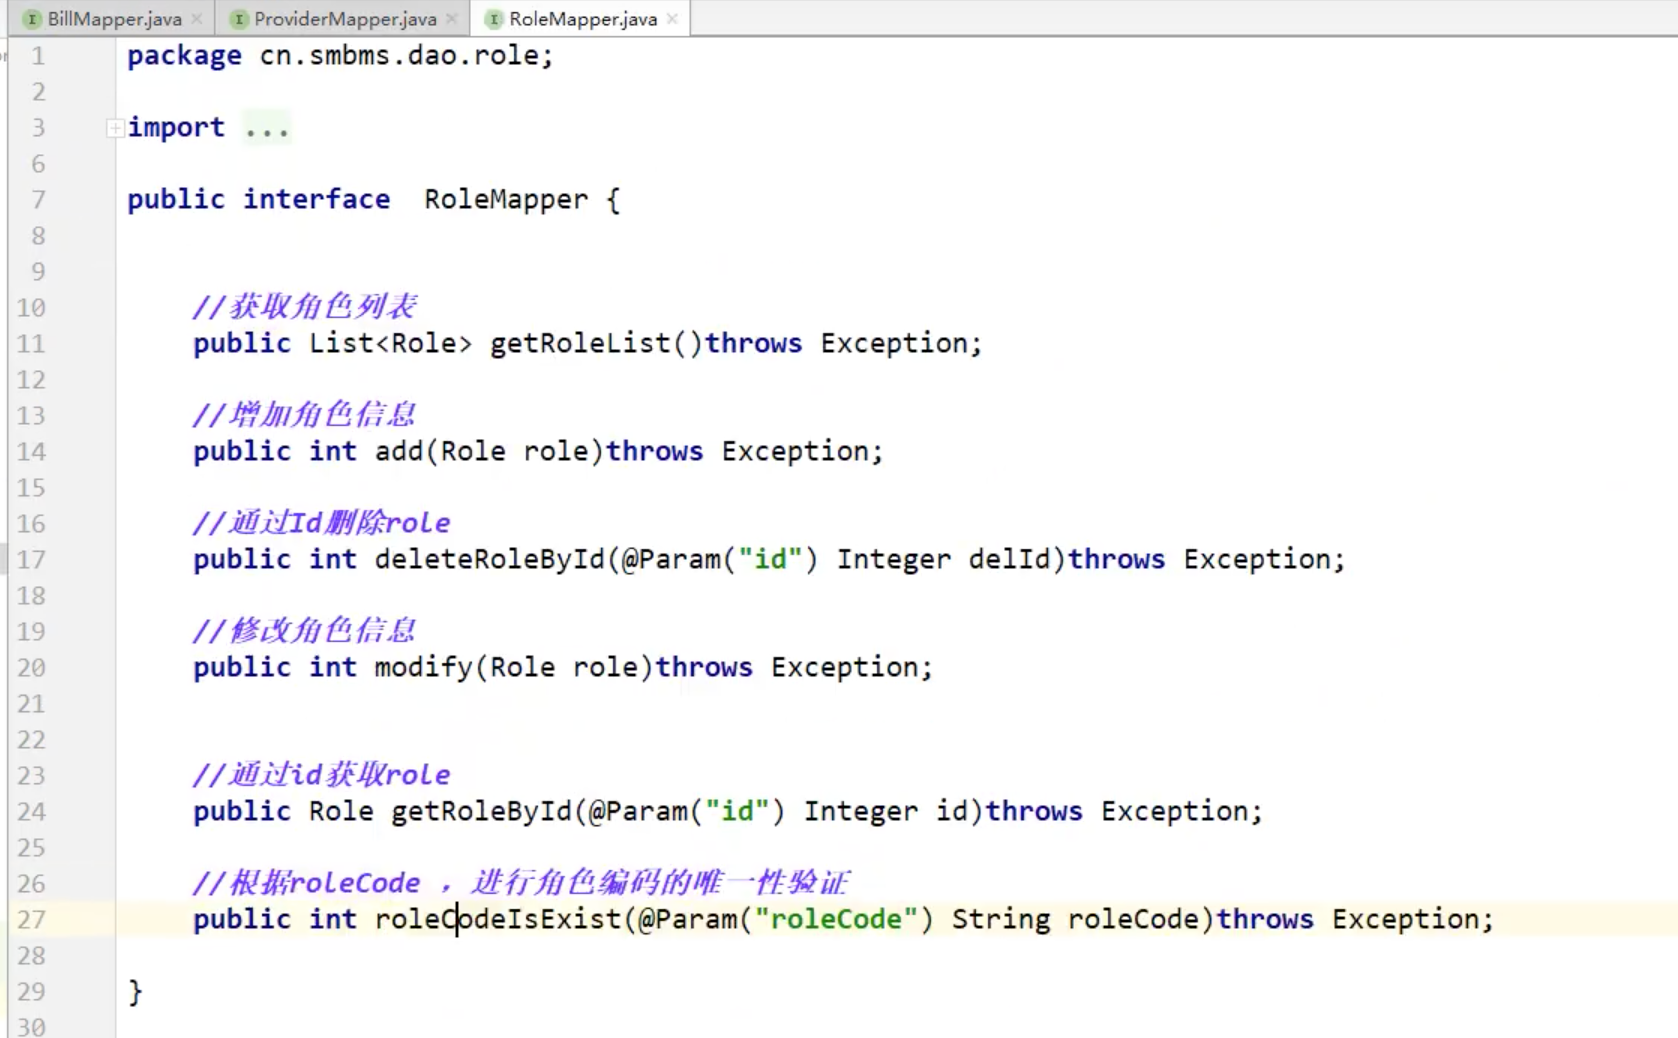 BillMapper.java ProviderMapper.java RoleMapper.java
1 package cn.smbms.dao.role;
2
3 import ...
6
7 public interface  RoleMapper {
8
9
10 //获取角色列表
11 public List<Role> getRoleList()throws Exception;
12
13 //增加角色信息
14 public int add(Role role)throws Exception;
15
16 //通过Id删除role
17 public int deleteRoleById(@Param("id") Integer delId)throws Exception;
18
19 //修改角色信息
20 public int modify(Role role)throws Exception;
21
22
23 //通过id获取role
24 public Role getRoleById(@Param("id") Integer id)throws Exception;
25
26 //根据roleCode ，进行角色编码的唯一性验证
27 public int roleCodeIsExist(@Param("roleCode") String roleCode)throws Exception;
28
29 }
30